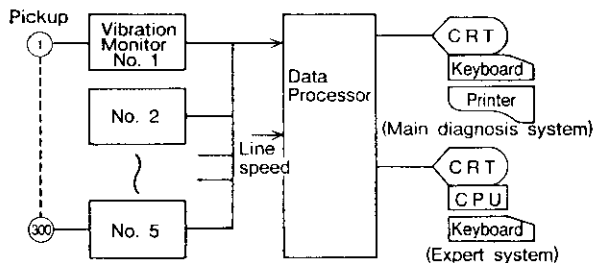 Pickup
1
Vibration
Monitor
No. 1
No. 2
300
No. 5
Line
speed
Data
Processor
CRT
Keyboard
Printer
(Main diagnosis system)
CRT
CPU
Keyboard
(Expert system)